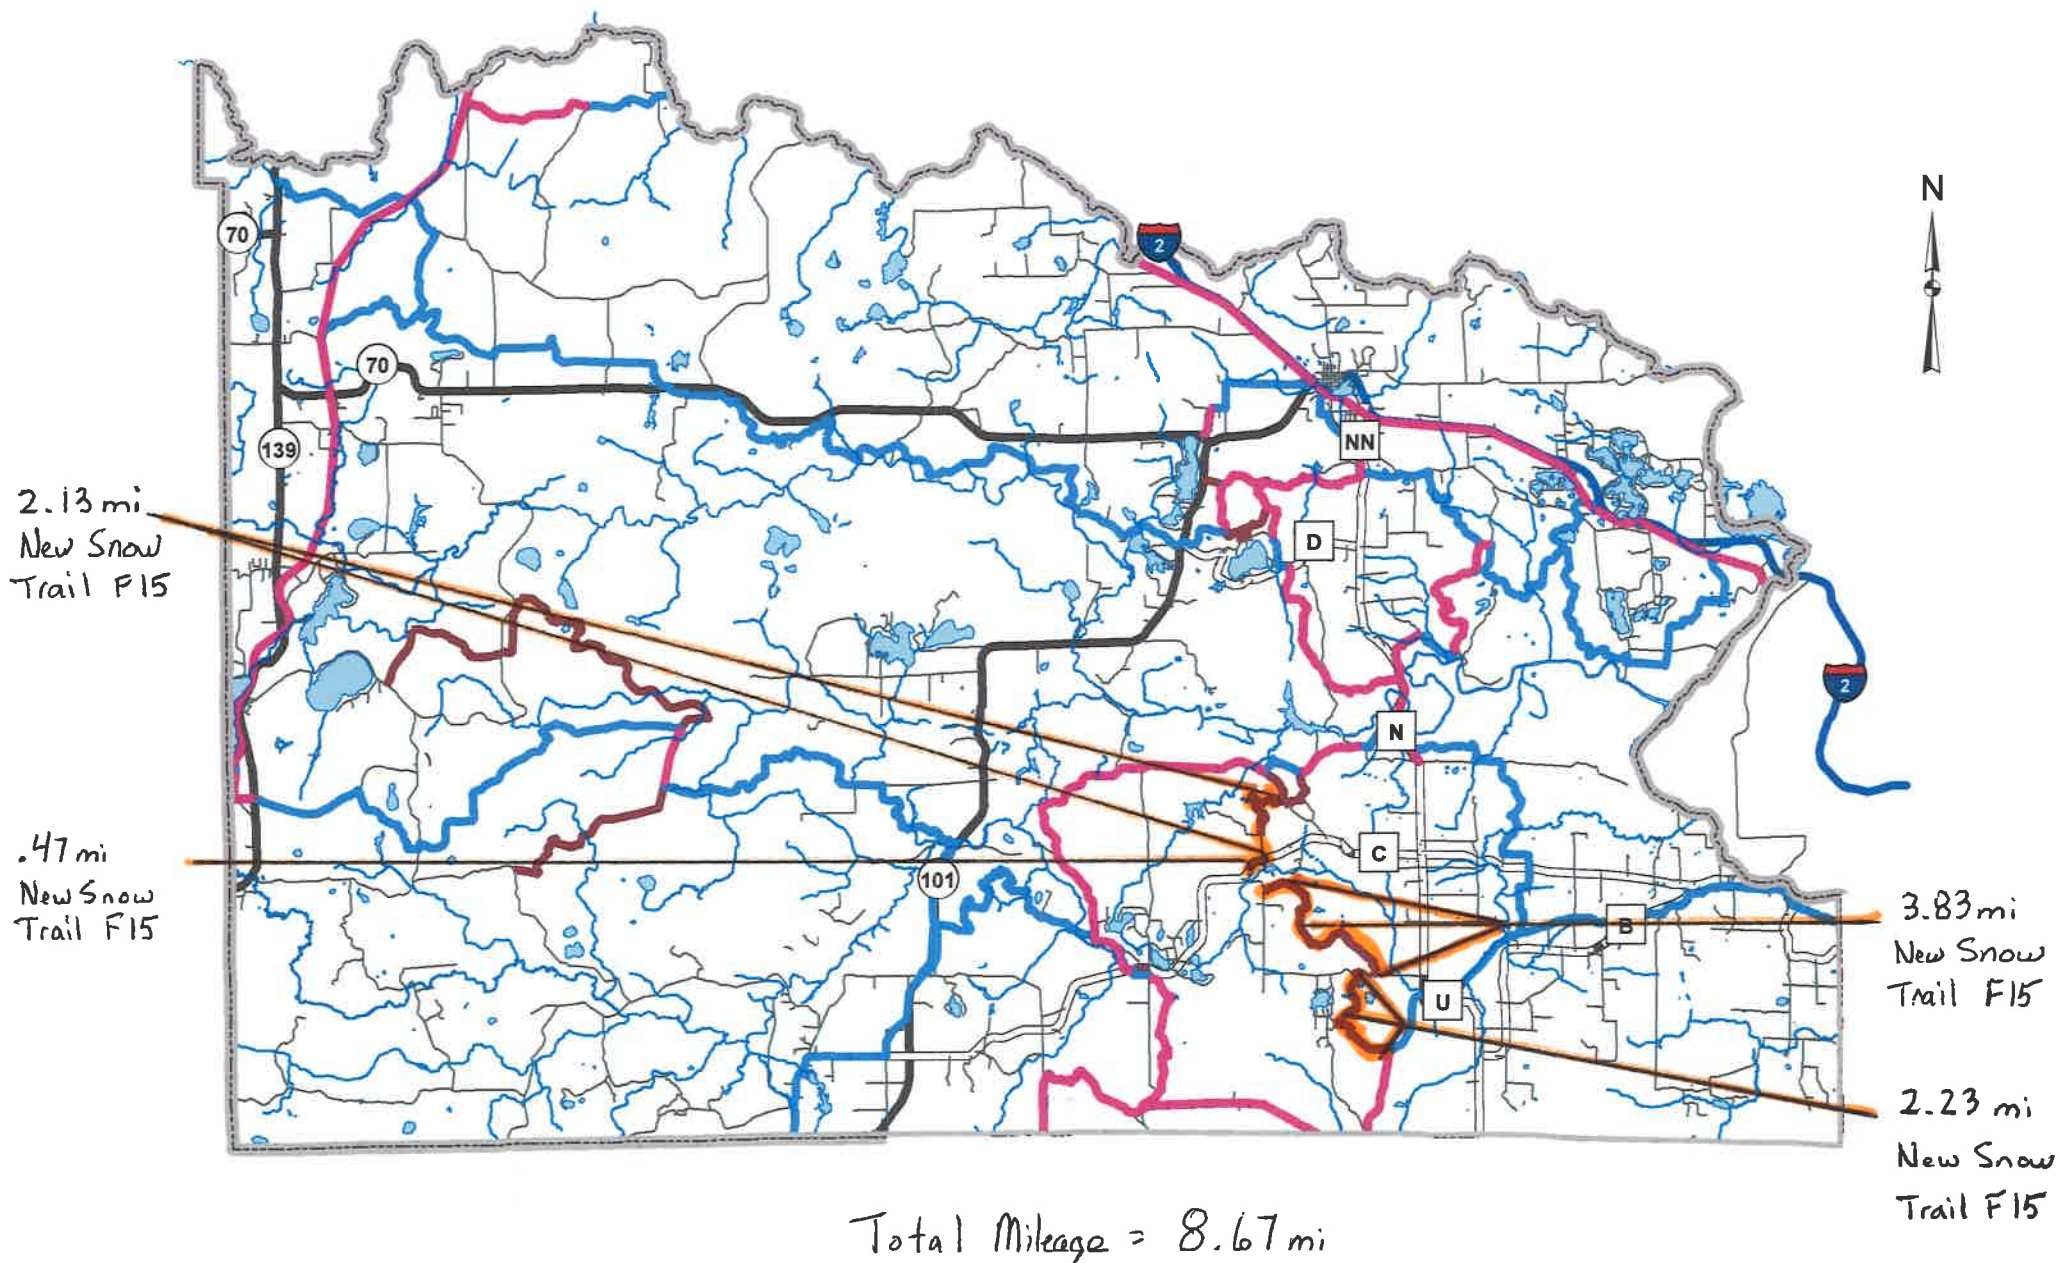 N
2
70
70
139
NN
2.13 mi
New Snow
Trail F15
D
2
N
.47 mi
New Snow
Trail F15
C
101
B
3.83 mi
New Snow
Trail F15
U
2.23 mi
New Snow
Trail F15
Total Mileage = 8.67 mi